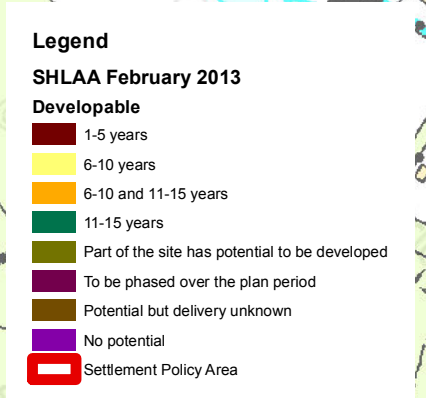 Legend
SHLAA February 2013
Developable
1-5 years
6-10 years
6-10 and 11-15 years
11-15 years
Part of the site has potential to be developed
To be phased over the plan period
Potential but delivery unknown
No potential
Settlement Policy Area